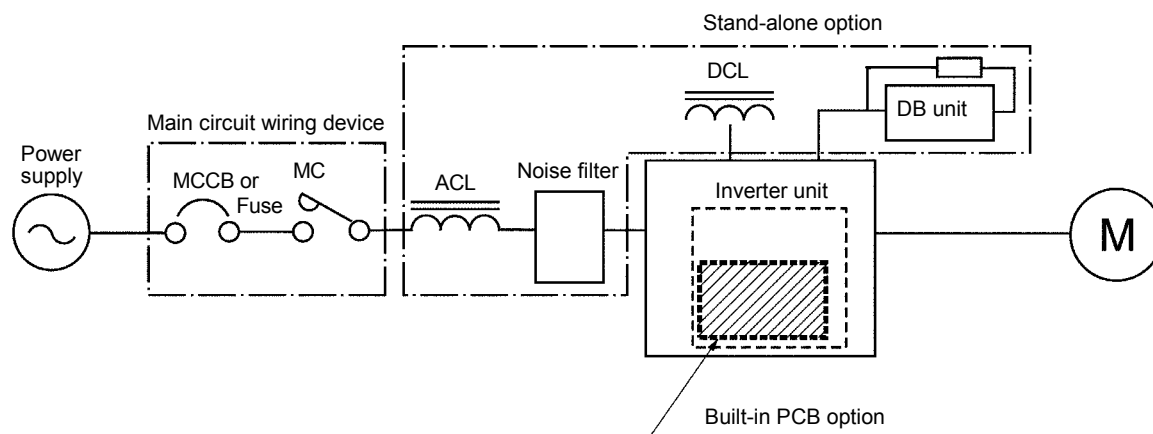 Stand-alone option
DCL
DB unit
Main circuit wiring device
Power
supply
MCCB or
Fuse
MC
ACL
Noise filter
Inverter unit
M
Built-in PCB option